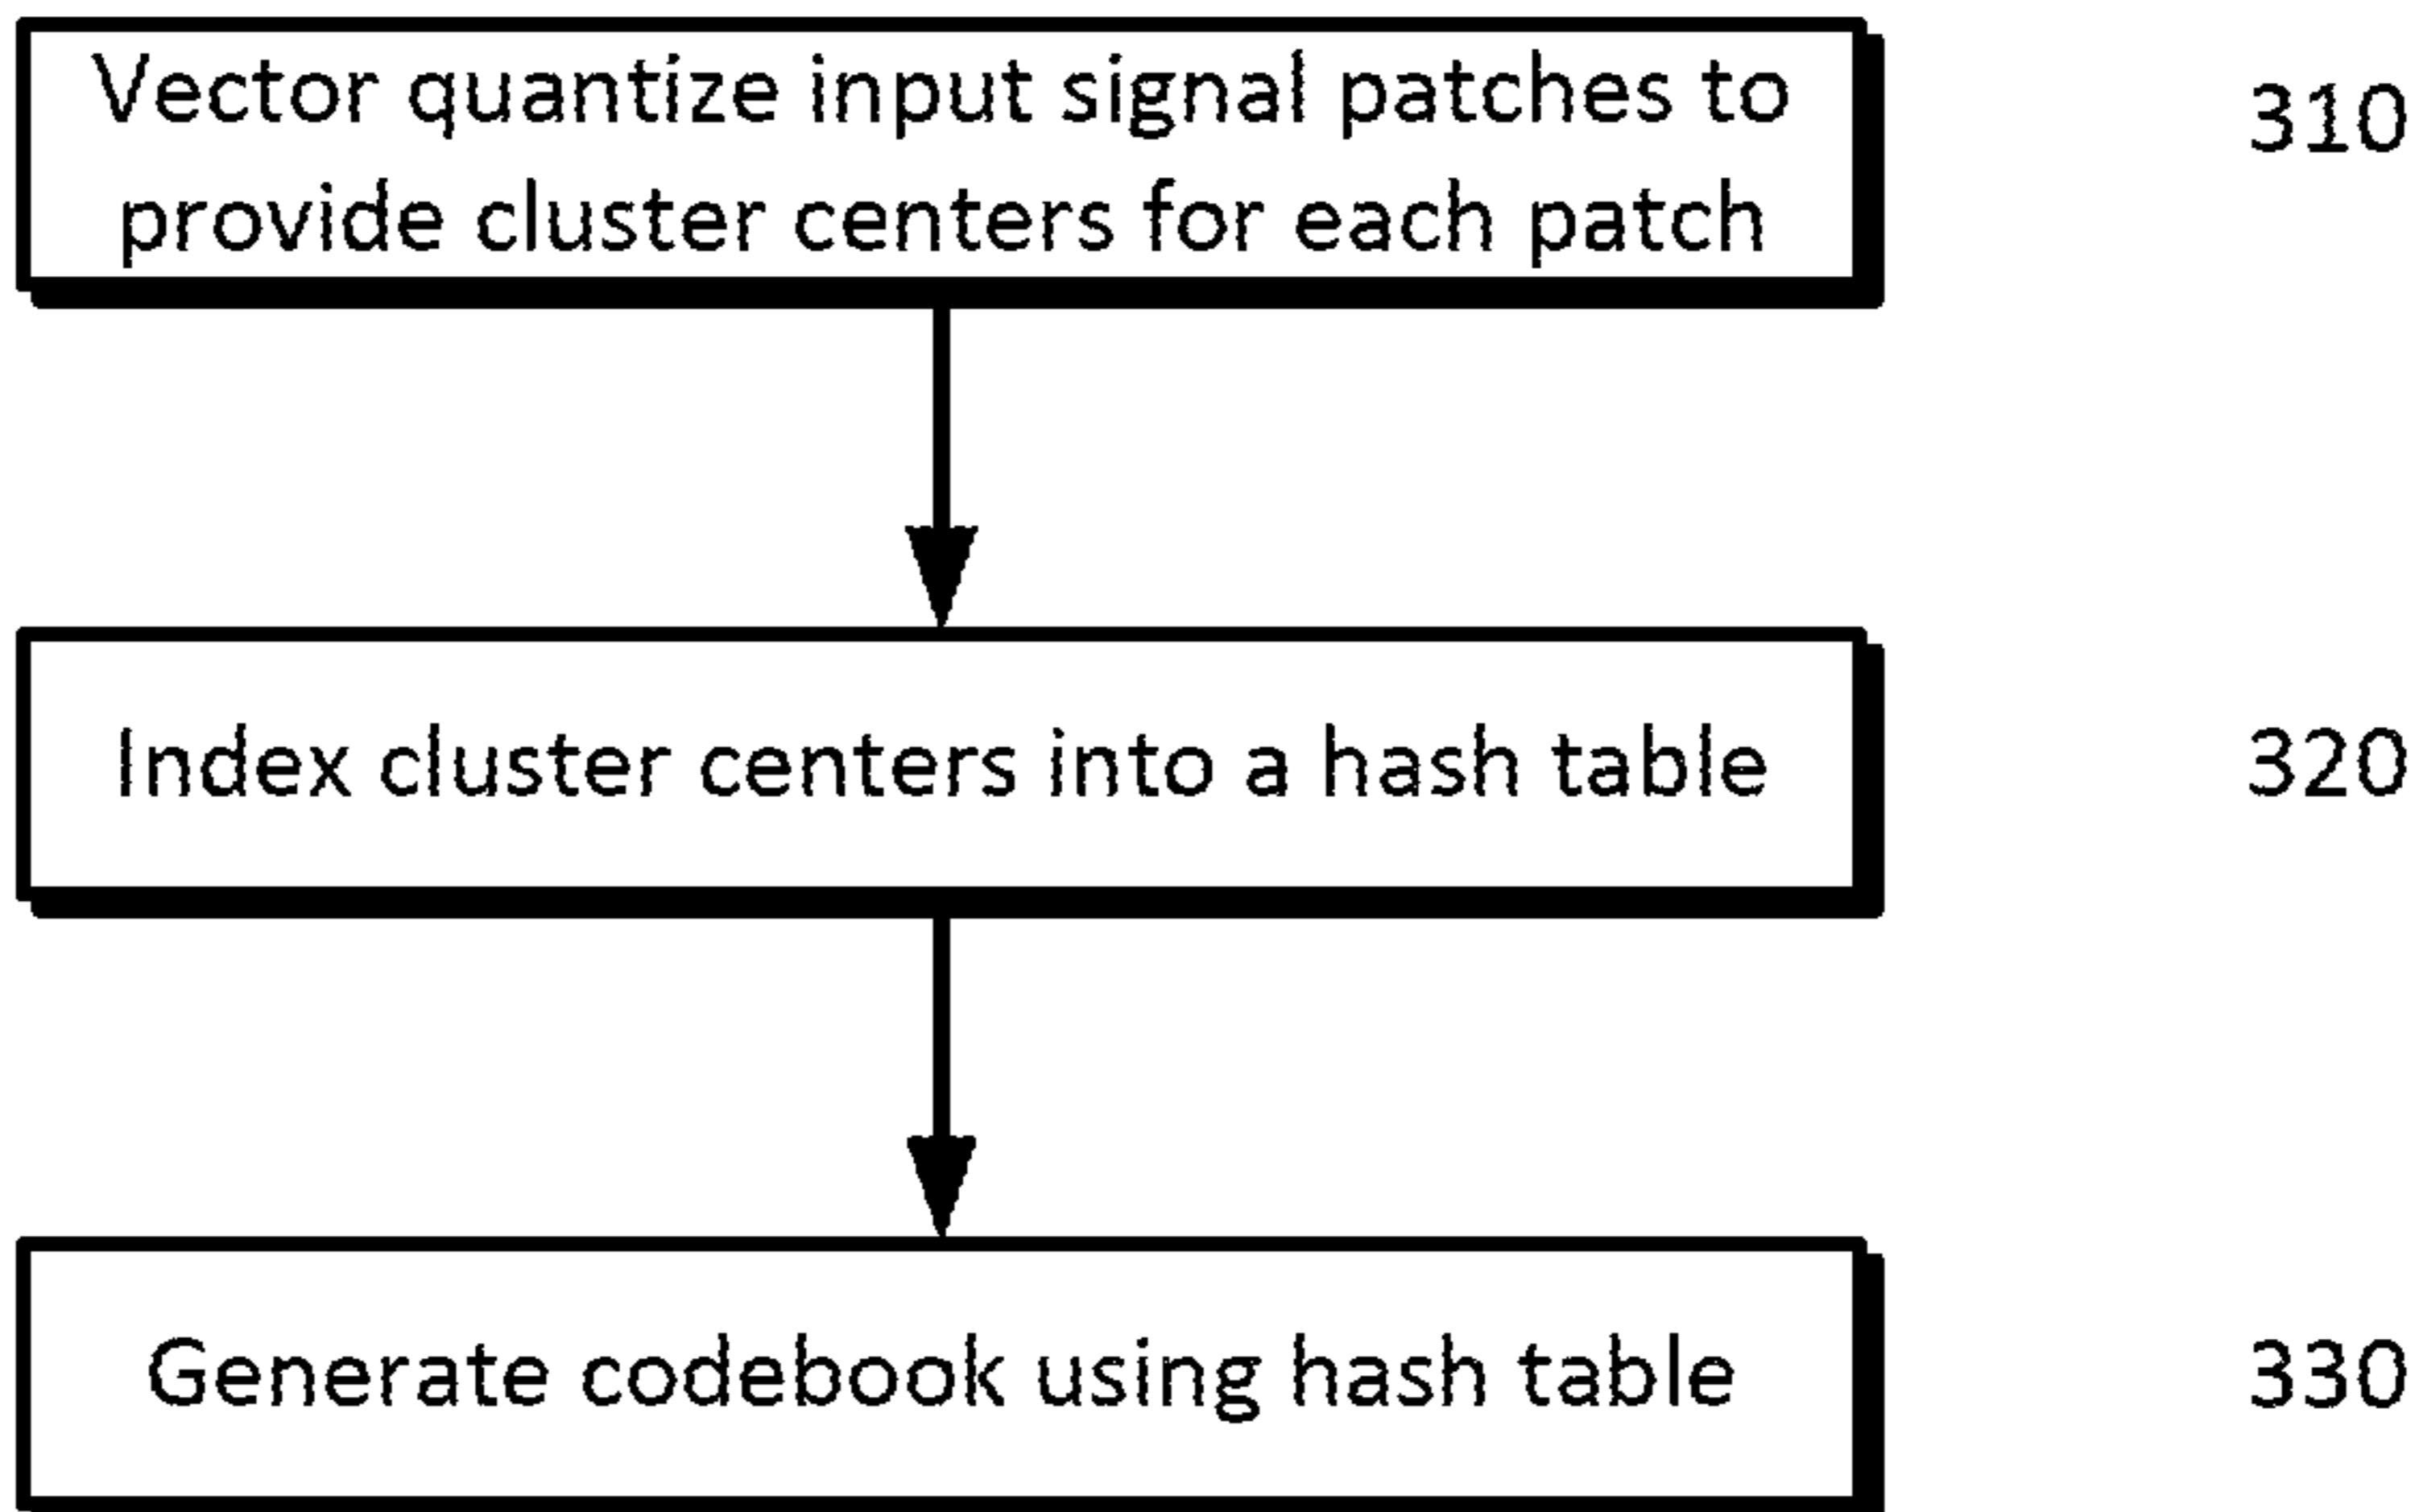 Vector quantize input signal patches to
provide cluster centers for each patch
310
Index cluster centers into a hash table
320
Generate codebook using hash table
330